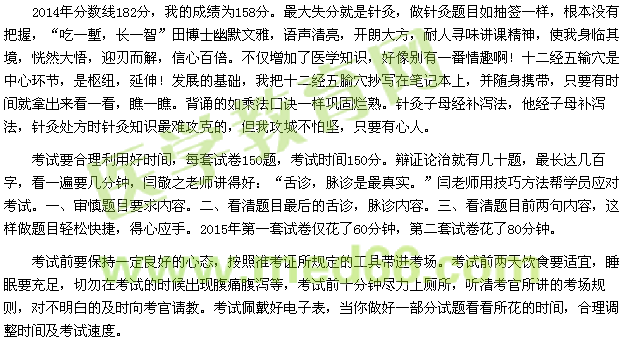 2014年分数线182分，我的成绩为158分。最大失分就是针灸，做针灸题目如抽签一样，根本没有
把握，“吃一堑，长一智”田博士幽默文雅，语声清亮，开朗大方，耐人寻味讲课精神，使我身临其
境，恍然大悟，迎刃而解，信心百倍。不仅增加了医学知识，好像别有一番情趣啊！十二经五输穴是
中心环节，是枢纽，延伸！发展的基础，我把十二经五输穴抄写在笔记本上，并随身携带，只要有时
间就拿出来看一看，瞧一瞧。背诵的如乘法口诀一样巩固烂熟。针灸子母经补泻法，他经子母补泻
法，针灸处方时针灸知识最难攻克的，但我攻城不怕坚，只要有心人。
考试要合理利用好时间，每套试卷150题，考试时间150分。辩证论治就有几十题，最长达几百
字，看一遍要几分钟，闫敬之老师讲得好：“舌诊，脉诊是最真实。”闫老师用技巧方法帮学员应对
考试。一、审慎题目要求内容。二、看清题目最后的舌诊，脉诊内容。三、看清题目前两句内容，这
样做题目轻松快捷，得心应手。2015年第一套试卷仅花了60分钟，第二套试卷花了80分钟。
考试前要保持一定良好的心态，按照准考证所规定的工具带进考场。考试前两天饮食要适宜，睡
眠要充足，切勿在考试的时候出现腹痛腹泻等，考试前十分钟尽力上厕所，听清考官所讲的考场规
则，对不明白的及时向考官请教。考试佩戴好电子表，当你做好一部分试题看看所花的时间，合理调
整时间及考试速度。
医学教育网
www.med66.com